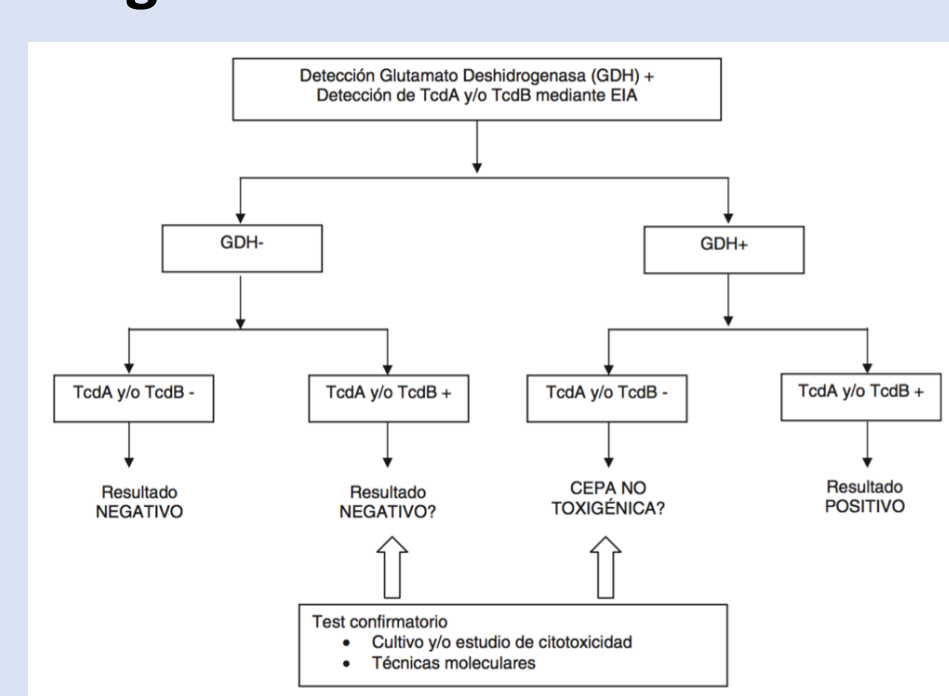 Detección Glutamato Deshidrogenasa (GDH) +
Detección de TcdA y/o TcdB mediante EIA
GDH-
GDH+
TcdA y/o TcdB -
TcdA y/o TcdB +
TcdA y/o TcdB -
TcdA y/o TcdB +
Resultado
NEGATIVO
Resultado
NEGATIVO?
CEPA NO
TOXIGÉNICA?
Resultado
POSITIVO
Test confirmatorio
• Cultivo y/o estudio de citotoxicidad
• Técnicas moleculares